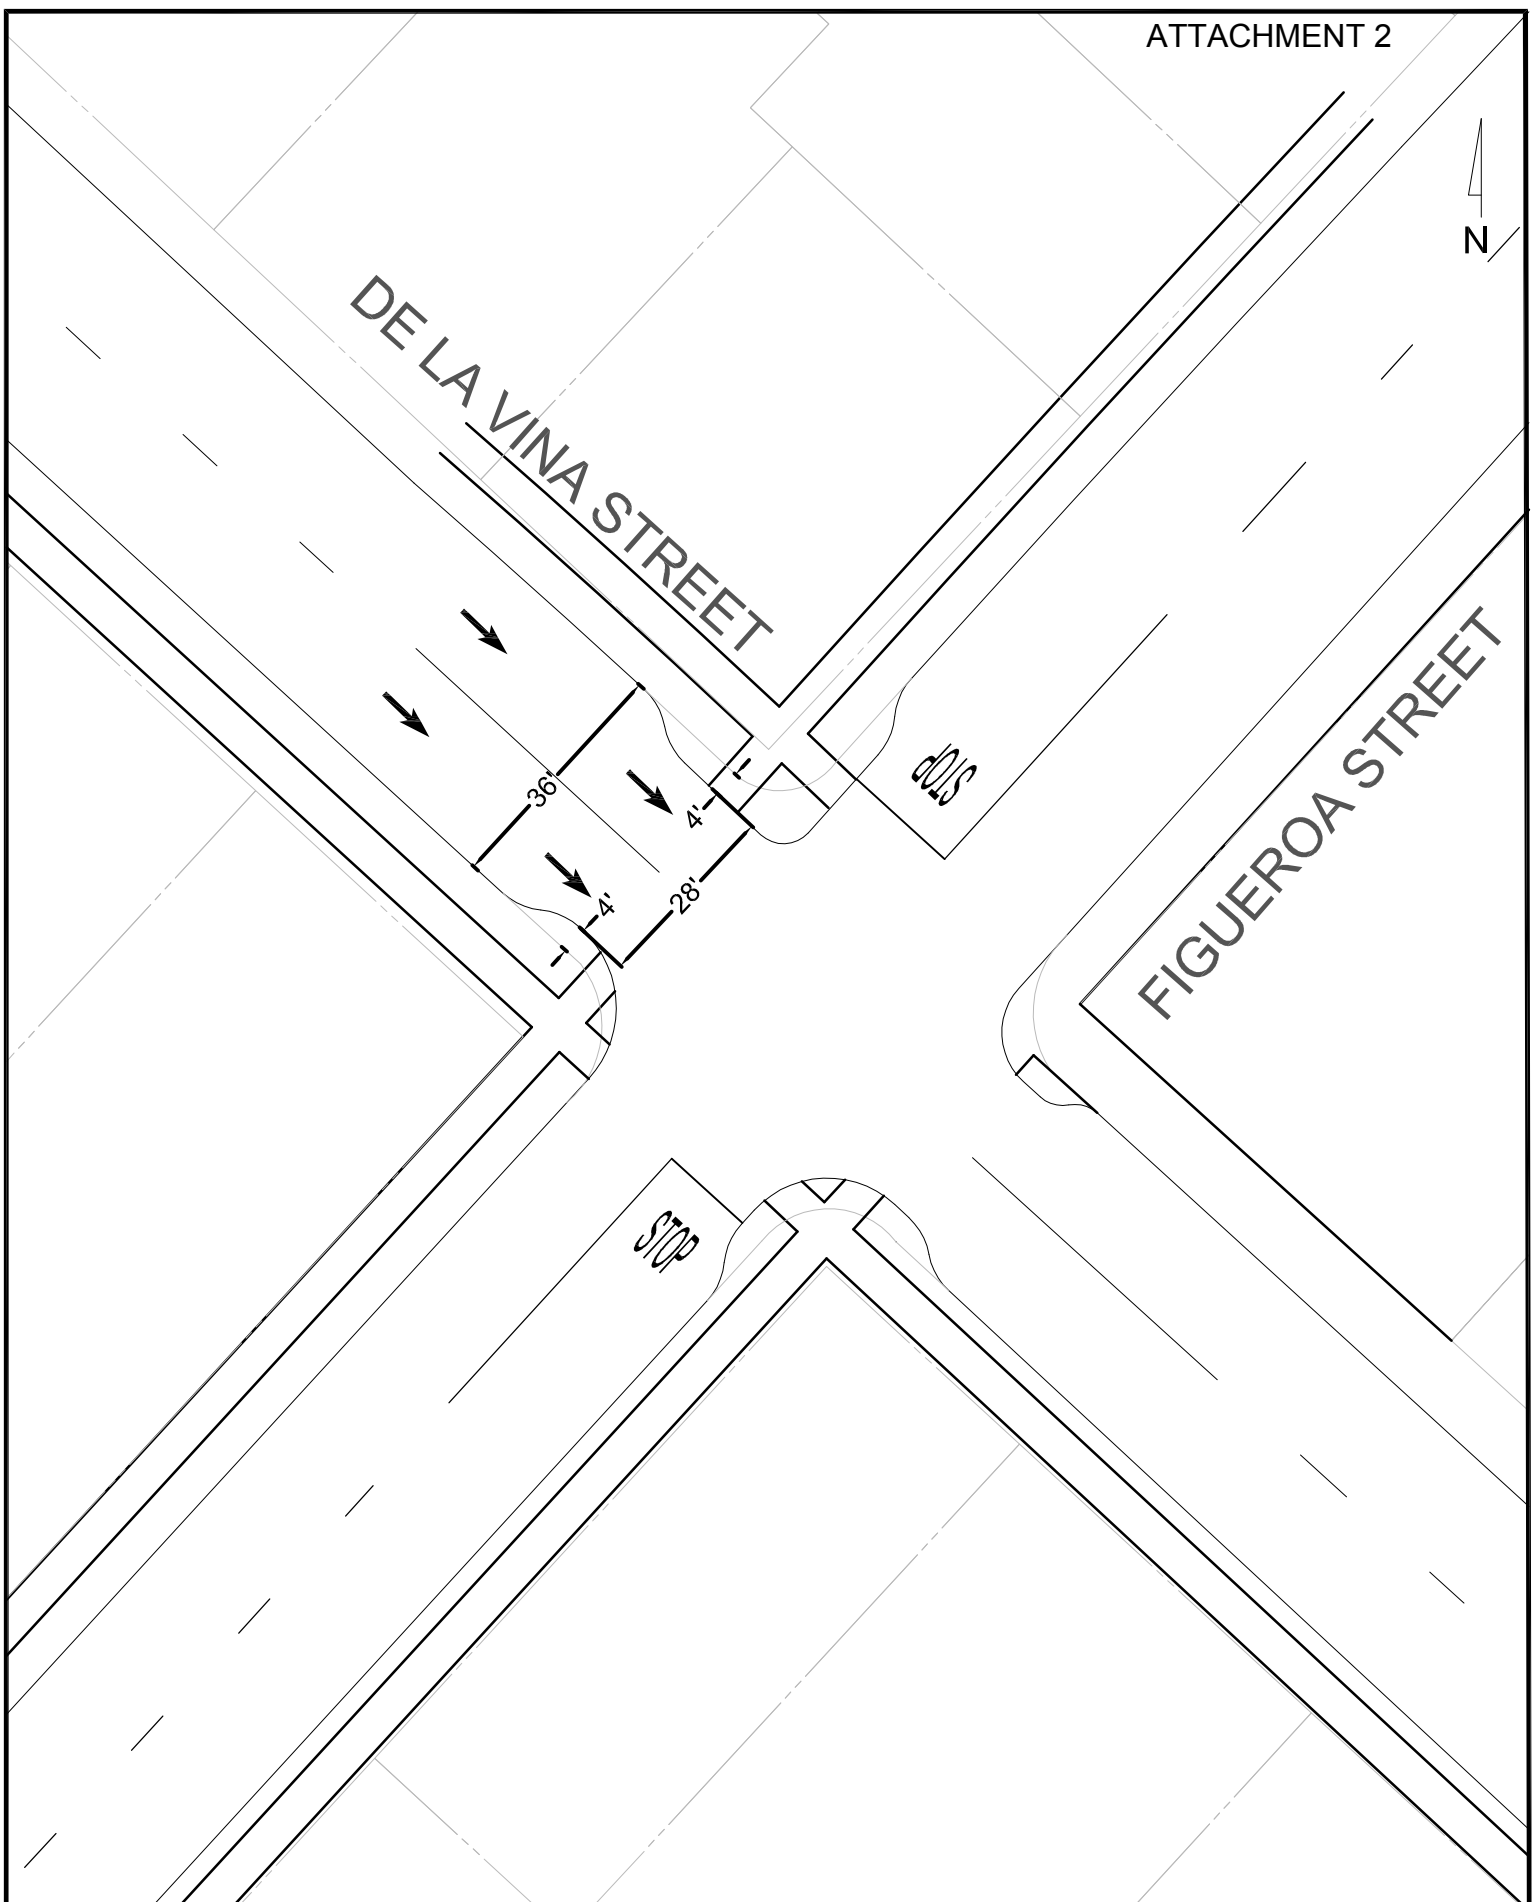 ATTACHMENT 2
N
DE LA VINA STREET
FIGUEROA STREET
STOP
36'
4'
28'
4'
STOP